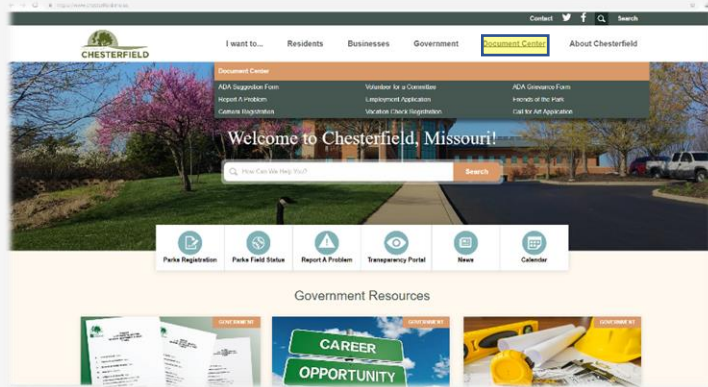 Contact Search
CHESTERFIELD
I want to... Residents Businesses Government Document Center About Chesterfield
Document Center
ADA Suggestion Form Volunteer for a Committee ADA Grievance Form
Report A Problem Employment Application Friends of the Park
Camera Registration Vacation Check Registration Call for Art Application
Welcome to Chesterfield, Missouri!
How Can We Help You? Search
Parks Registration Parks Field Status Report A Problem Transparency Portal News Calendar
Government Resources
GOVERNMENT GOVERNMENT GOVERNMENT
CAREER
OPPORTUNITY